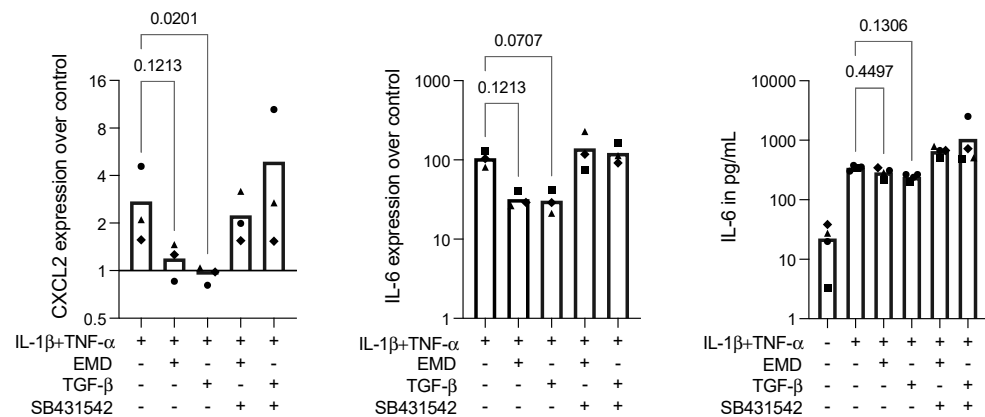 0.0201
0.1213
16
8
4
2
1
0.5
CXCL2 expression over control
IL-1β+TNF-α + + + + +
EMD - + - + -
TGF-β - - + - +
SB431542 - - - + +
0.0707
0.1213
1000
100
10
1
IL-6 expression over control
IL-1β+TNF-α + + + + +
EMD - + - + -
TGF-β - - + - +
SB431542 - - - + +
0.1306
0.4497
10000
1000
100
10
1
IL-6 in pg/mL
IL-1β+TNF-α - + + + + +
EMD - - + - + -
TGF-β - - - + - +
SB431542 - - - - + +